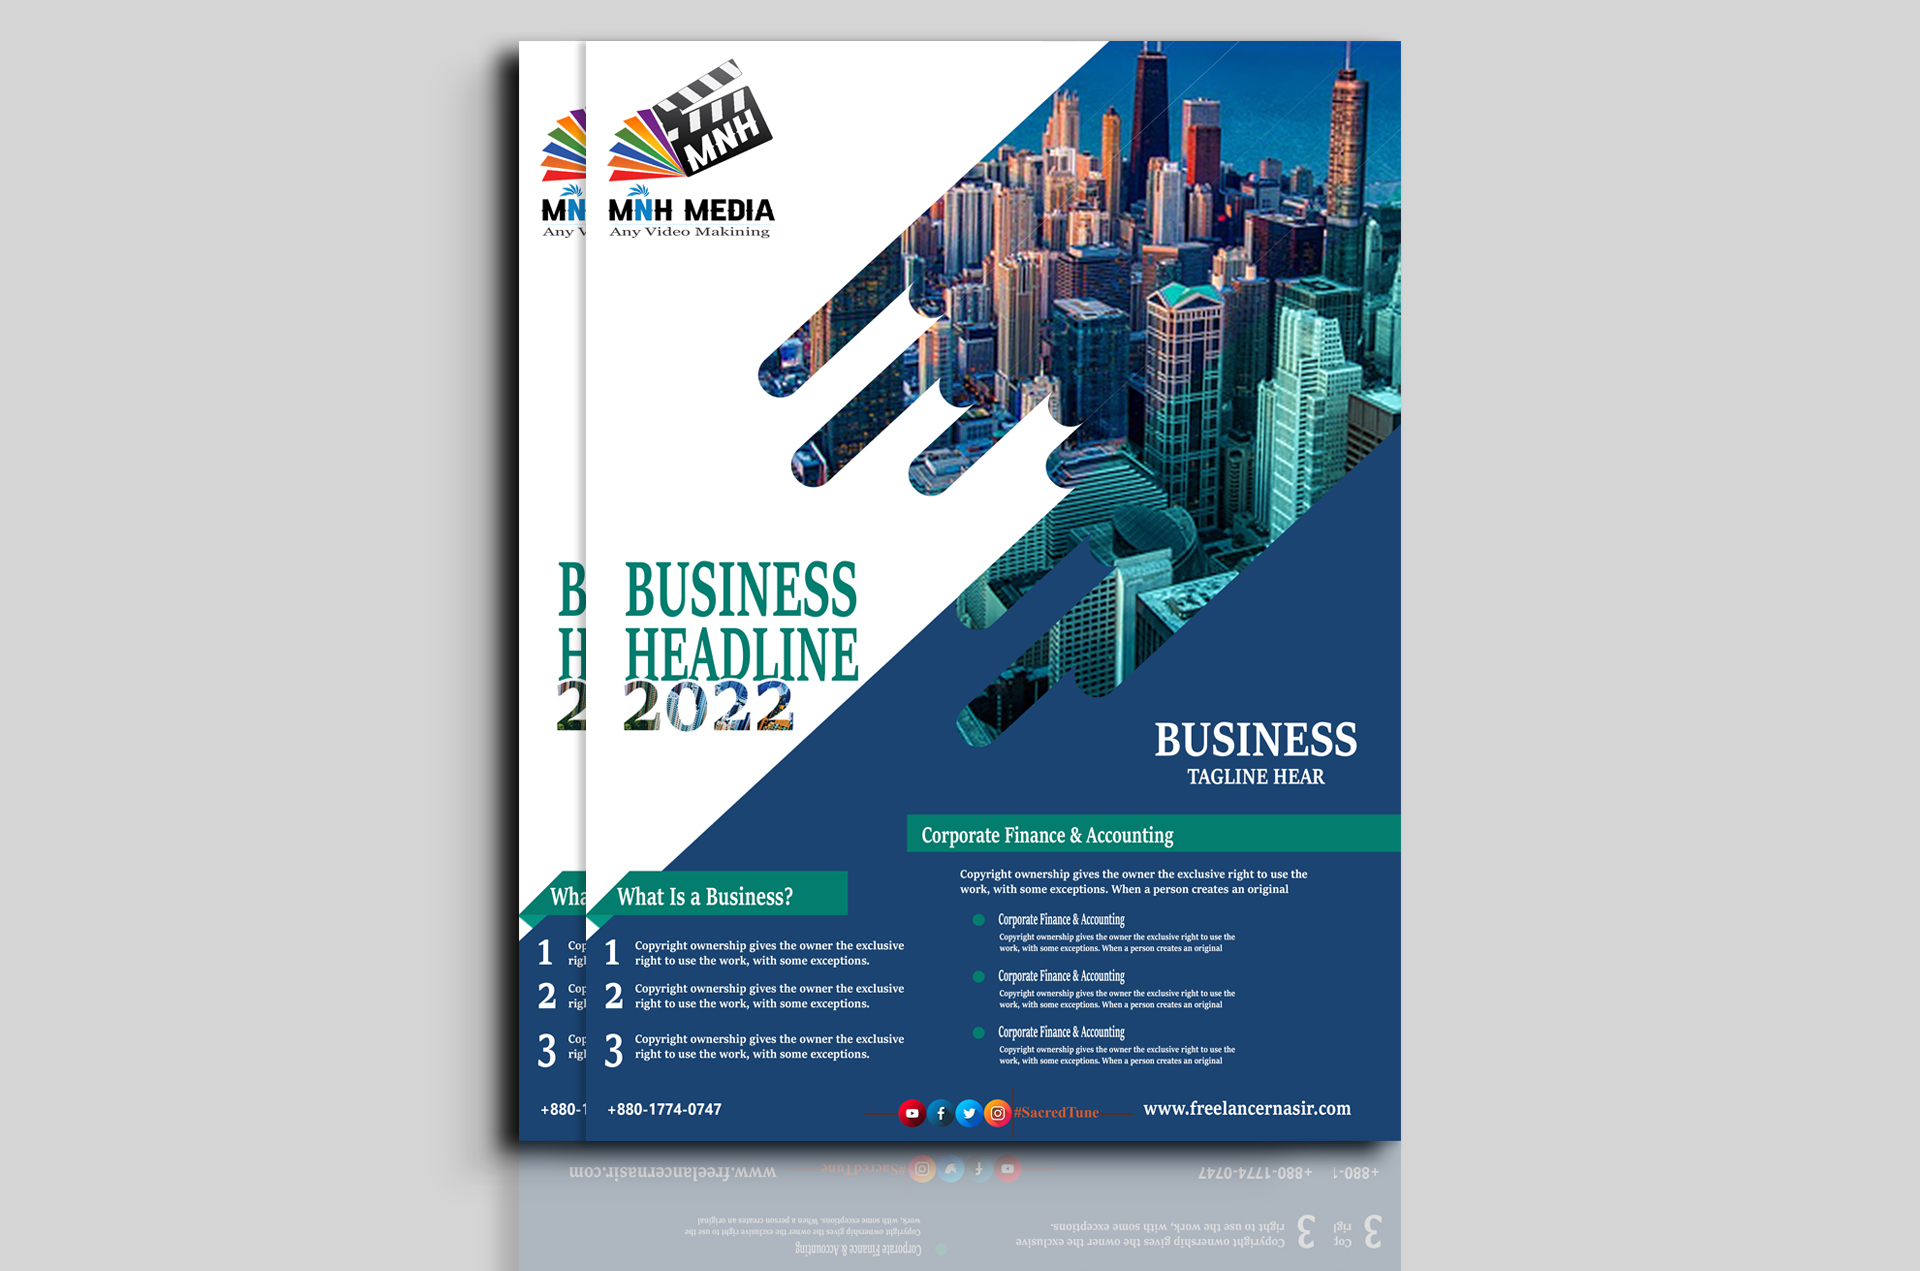 MNH
MNH MEDIA
Any Video Makining
BUSINESS
HEADLINE
2022
BUSINESS
TAGLINE HEAR
Corporate Finance & Accounting
Copyright ownership gives the owner the exclusive right to use the
work, with some exceptions. When a person creates an original
Corporate Finance & Accounting
Copyright ownership gives the owner the exclusive right to use the
work, with some exceptions. When a person creates an original
Corporate Finance & Accounting
Copyright ownership gives the owner the exclusive right to use the
work, with some exceptions. When a person creates an original
Corporate Finance & Accounting
Copyright ownership gives the owner the exclusive right to use the
work, with some exceptions. When a person creates an original
What Is a Business?
1 Copyright ownership gives the owner the exclusive
right to use the work, with some exceptions.
2 Copyright ownership gives the owner the exclusive
right to use the work, with some exceptions.
3 Copyright ownership gives the owner the exclusive
right to use the work, with some exceptions.
+880-1774-0747
#SacredTune
www.freelancernasir.com